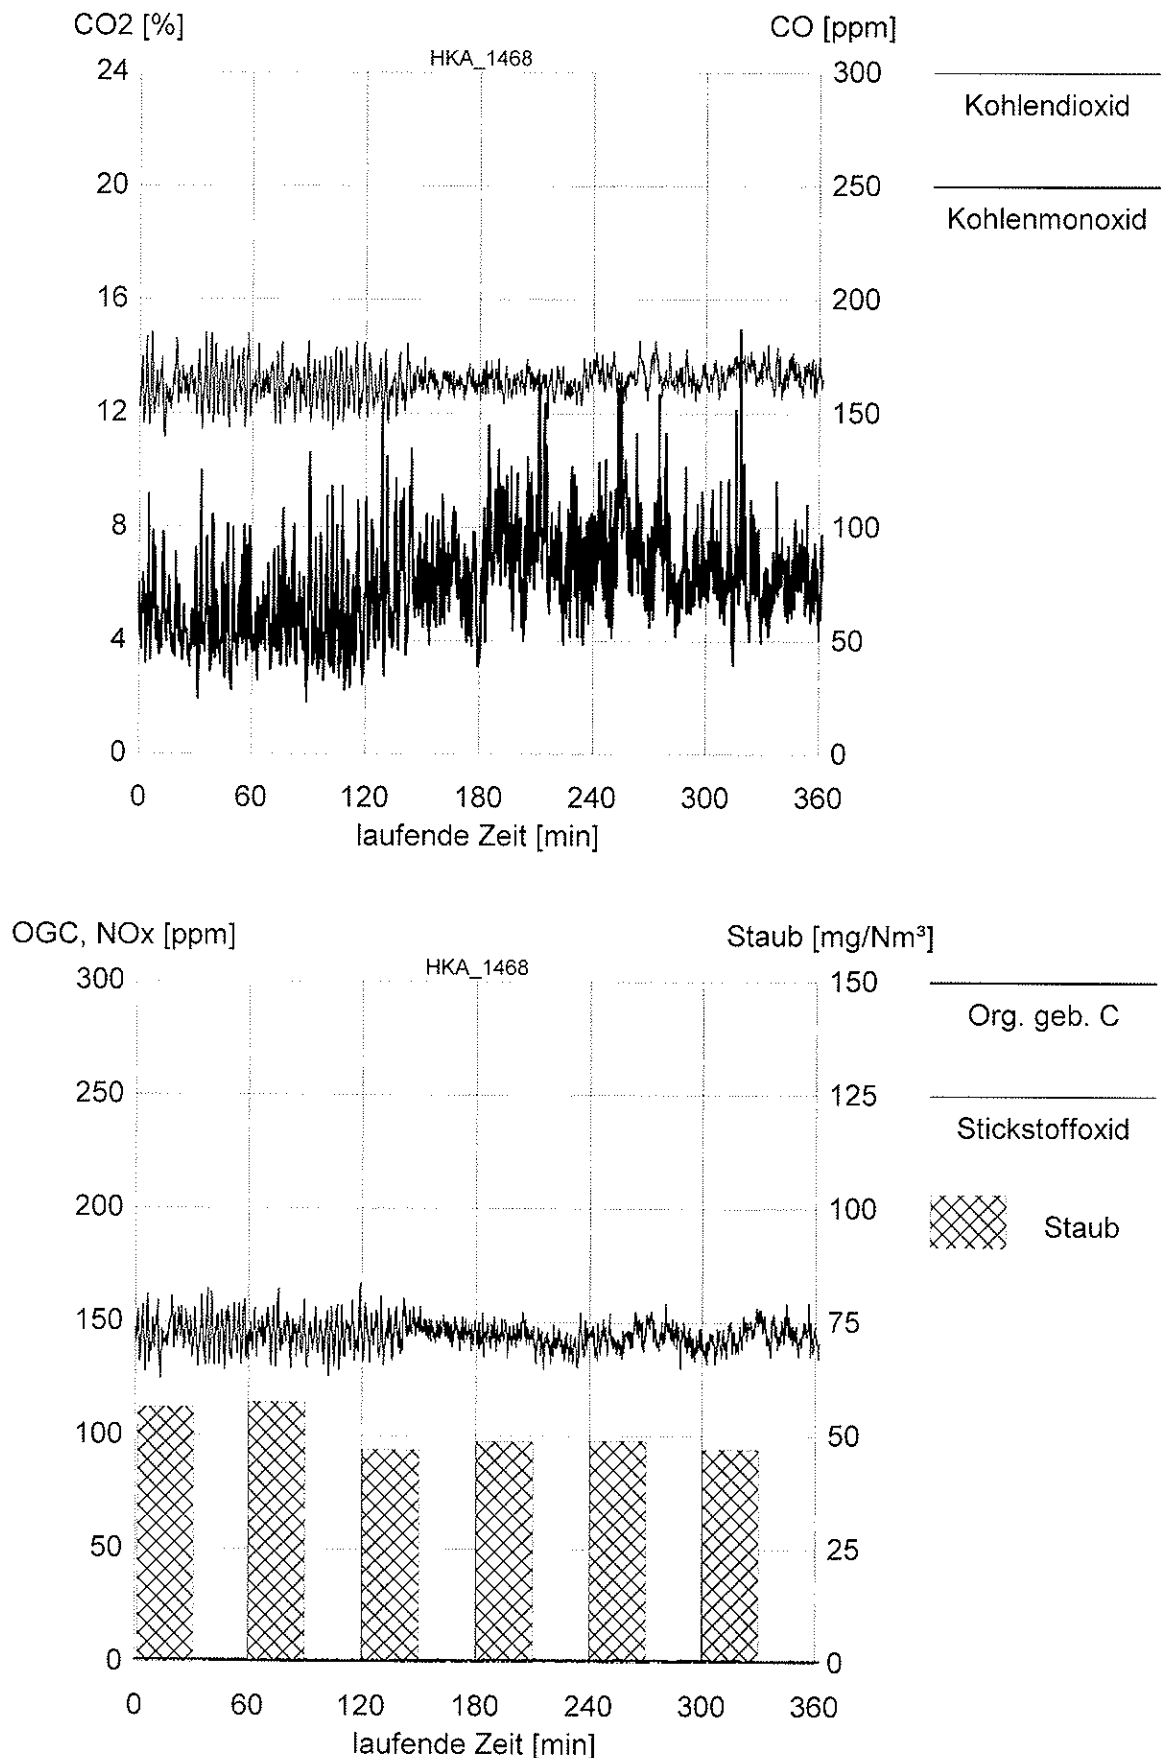 CO2 [%]
CO [ppm]
HKA_1468
24
300
Kohlendioxid
20
250
Kohlenmonoxid
16
200
12
150
8
100
4
50
0
0
0 60 120 180 240 300 360
laufende Zeit [min]
OGC, NOx [ppm]
Staub [mg/Nm³]
HKA_1468
300
150
Org. geb. C
250
125
Stickstoffoxid
200
100
Staub
150
75
100
50
50
25
0
0
0 60 120 180 240 300 360
laufende Zeit [min]